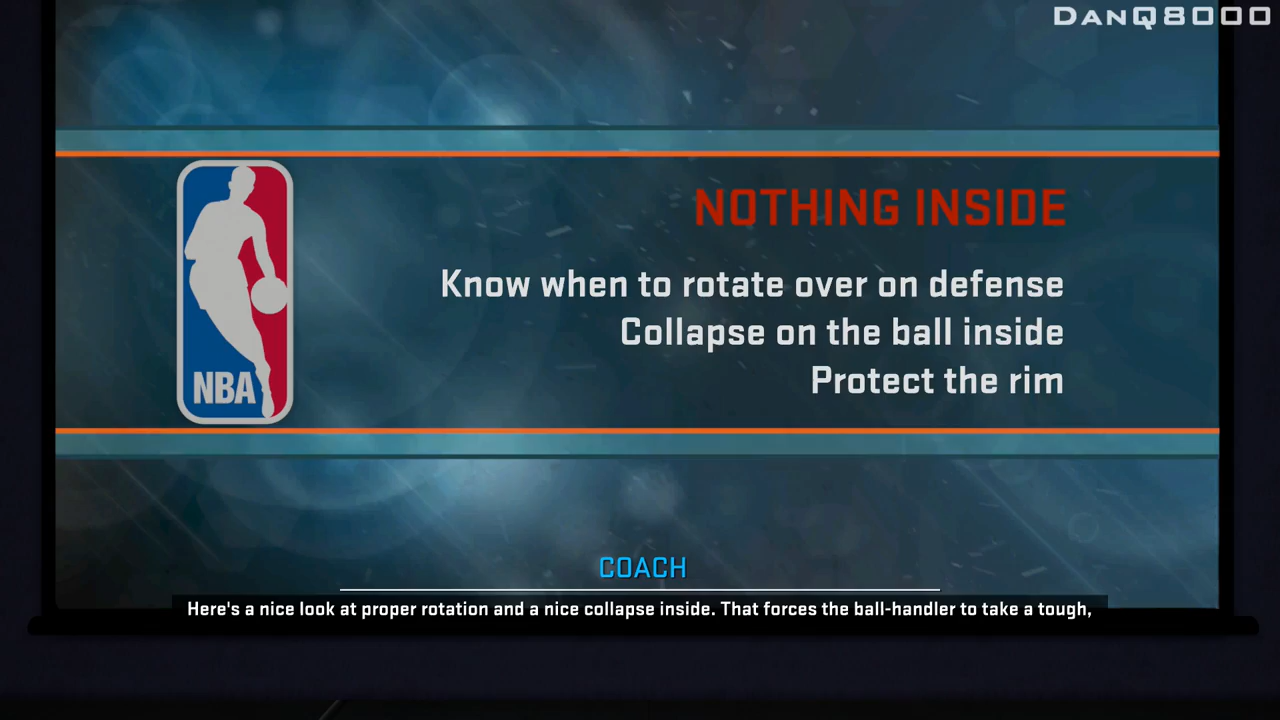 DanQ8000
NOTHING INSIDE
Know when to rotate over on defense
Collapse on the ball inside
Protect the rim
NBA
COACH
Here's a nice look at proper rotation and a nice collapse inside. That forces the ball-handler to take a tough,